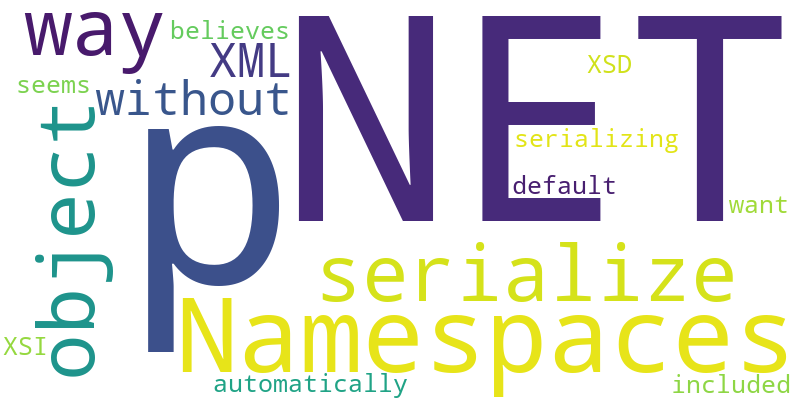 way
believes
NET
XML
XSD
seems
without
object
p
serializing
default
want
serialize
Namespaces
XSI
automatically
included